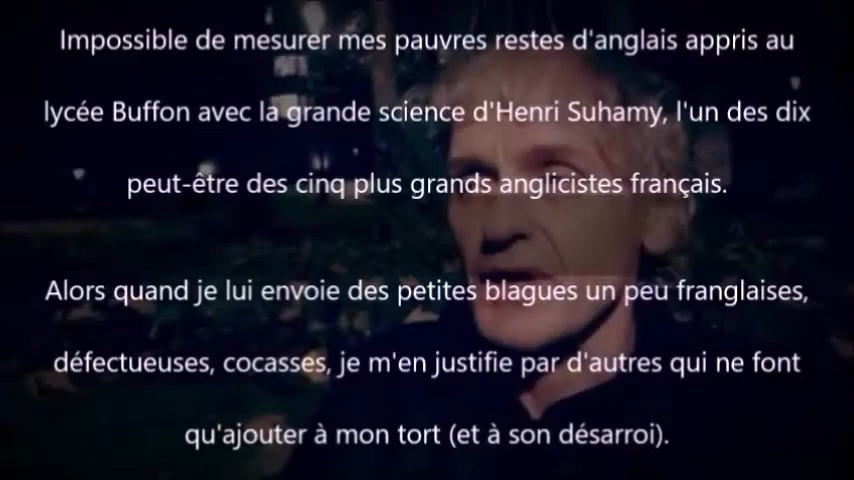 Impossible de mesurer mes pauvres restes d'anglais appris au
lycée Buffon avec la grande science d'Henri Suhamy, l'un des dix
peut-être des cinq plus grands anglicistes français.
Alors quand je lui envoie des petites blagues un peu franglaises,
défectueuses, cocasses, je m'en justifie par d'autres qui ne font
qu'ajouter à mon tort (et à son désarroi).